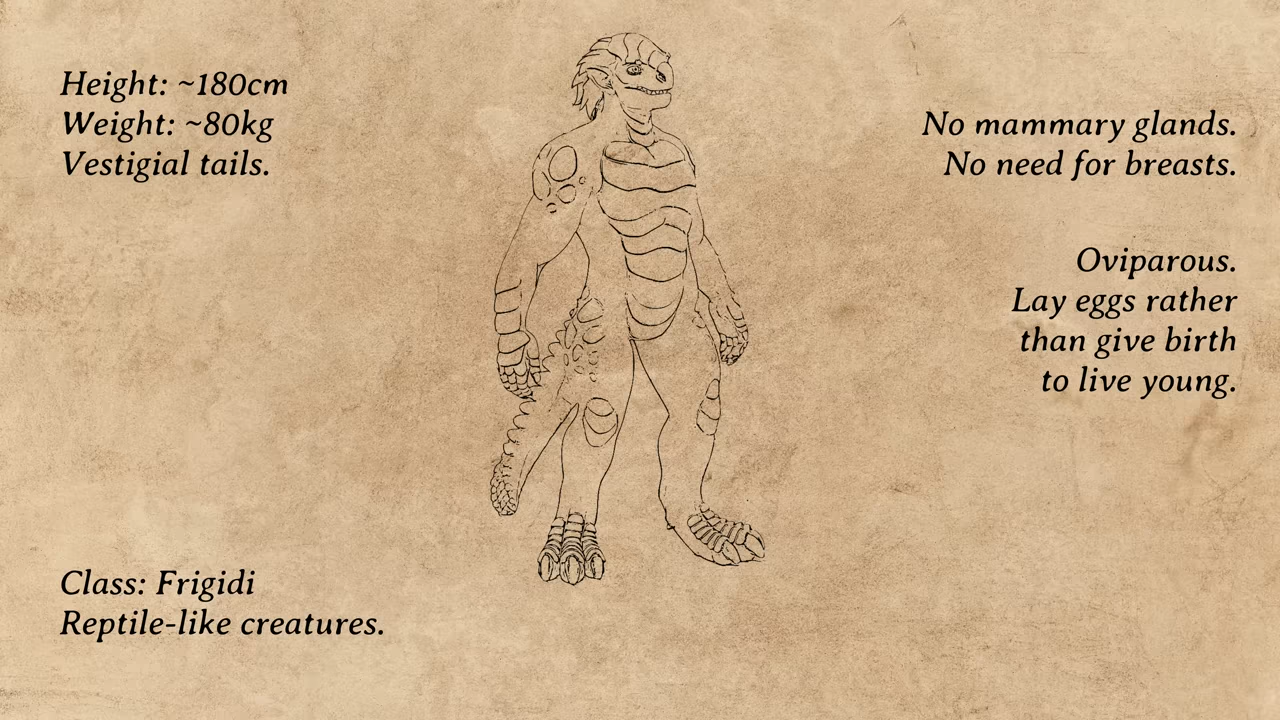 Height: ~180cm
Weight: ~80kg
Vestigial tails.
No mammary glands.
No need for breasts.
Oviparous.
Lay eggs rather
than give birth
to live young.
Class: Frigidi
Reptile-like creatures.